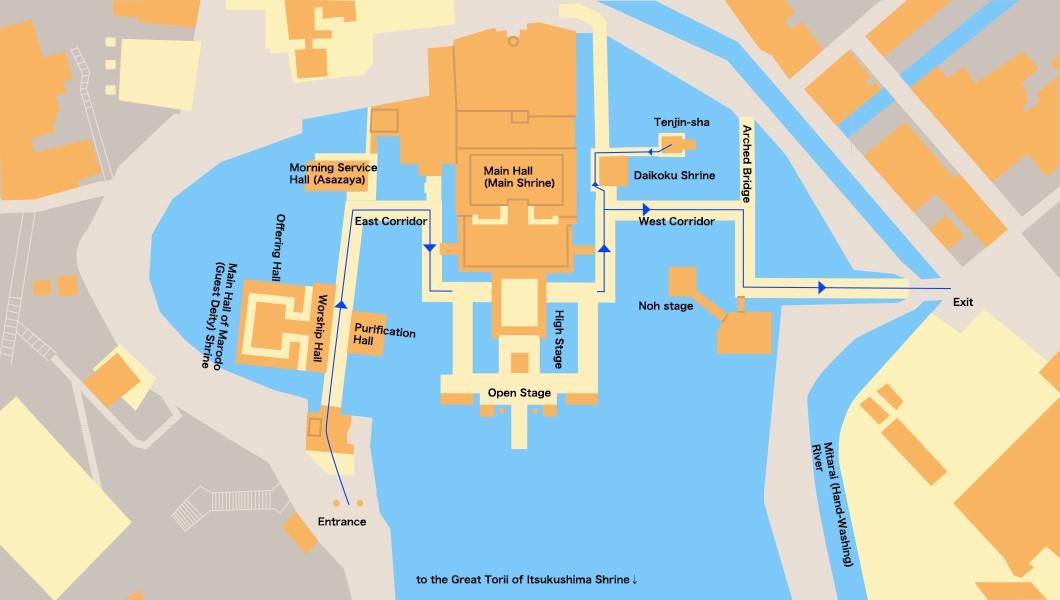 Tenjin-sha
Arched Bridge
Morning Service
Hall (Asazaya)
Main Hall
(Main Shrine)
Daikoku Shrine
East Corridor
West Corridor
Offering Hall
Main Hall of Marodo
(Guest Deity) Shrine
Worship Hall
Purification
Hall
High Stage
Noh stage
Exit
Open Stage
Mitarai (Hand-Washing)
River
Entrance
to the Great Torii of Itsukushima Shrine↓